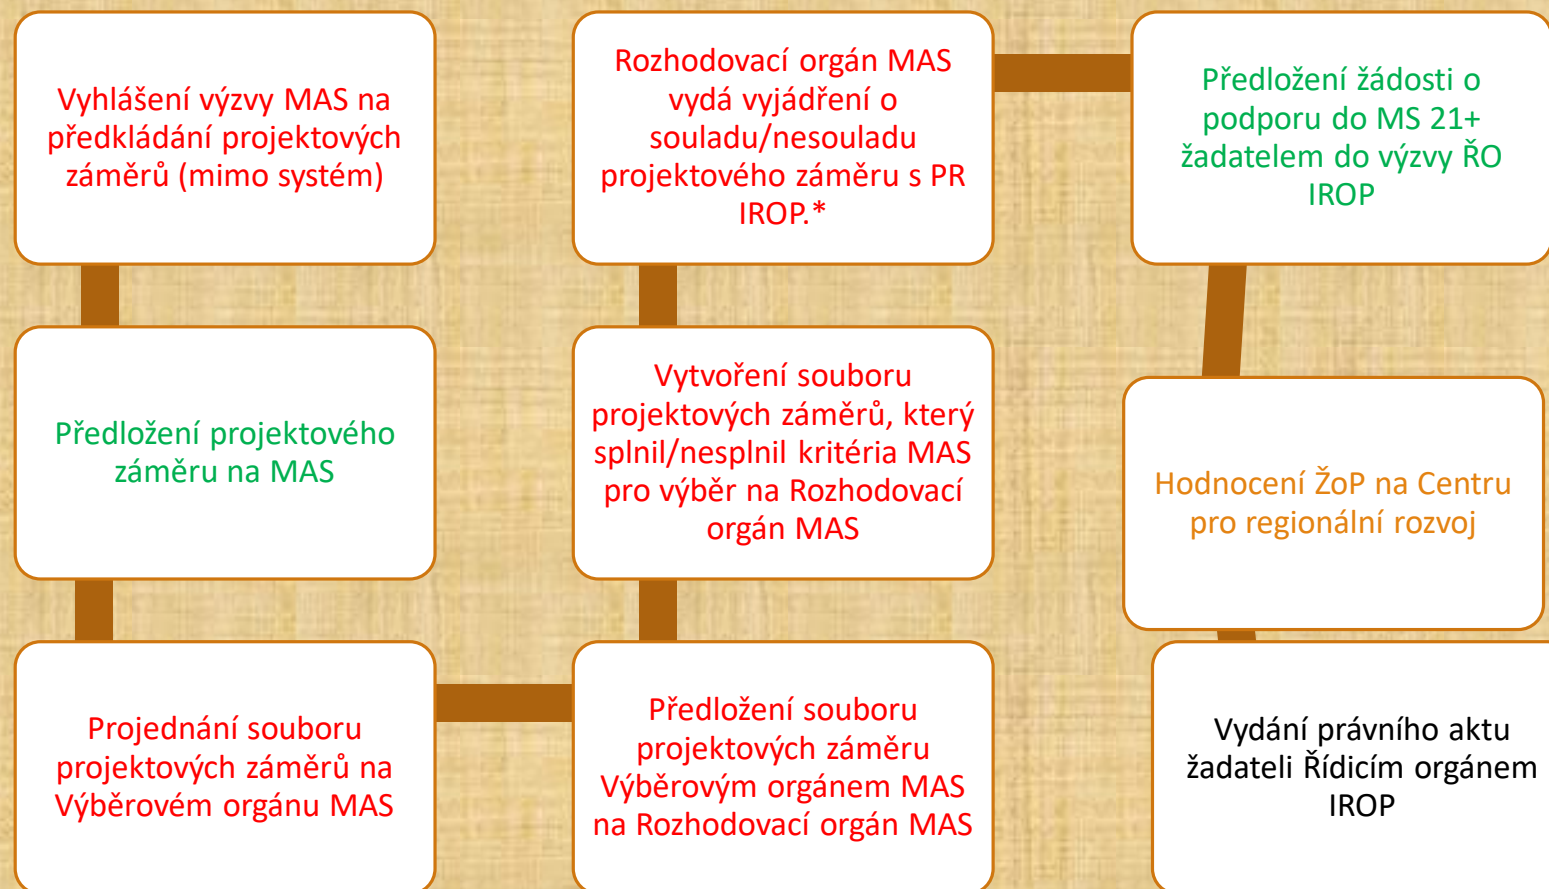 Vyhlášení výzvy MAS na
předkládání projektových
záměrů (mimo systém)
Předložení projektového
záměru na MAS
Projednání souboru
projektových záměrů na
Výběrovém orgánu MAS
Předložení souboru
projektových záměru
Výběrovým orgánem MAS
na Rozhodovací orgán MAS
Vytvoření souboru
projektových záměrů, který
splnil/nesplnil kritéria MAS
pro výběr na Rozhodovací
orgán MAS
Rozhodovací orgán MAS
vydá vyjádření o
souladu/nesouladu
projektového záměru s PR
IROP.*
Předložení žádosti o
podporu do MS 21+
žadatelem do výzvy ŘO
IROP
Hodnocení ŽoP na Centru
pro regionální rozvoj
Vydání právního aktu
žadateli Řídicím orgánem
IROP